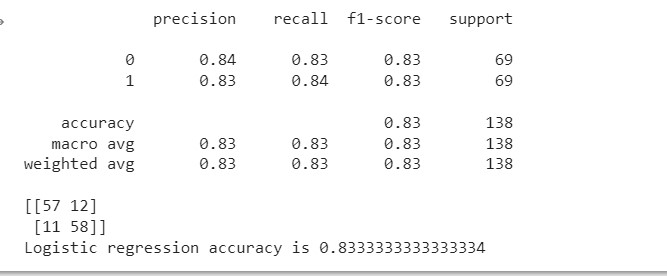 precision recall f1-score support
0 0.84 0.83 0.83 69
1 0.83 0.84 0.83 69
accuracy 0.83 138
macro avg 0.83 0.83 0.83 138
weighted avg 0.83 0.83 0.83 138
[[57 12]
[11 58]]
Logistic regression accuracy is 0.8333333333333334